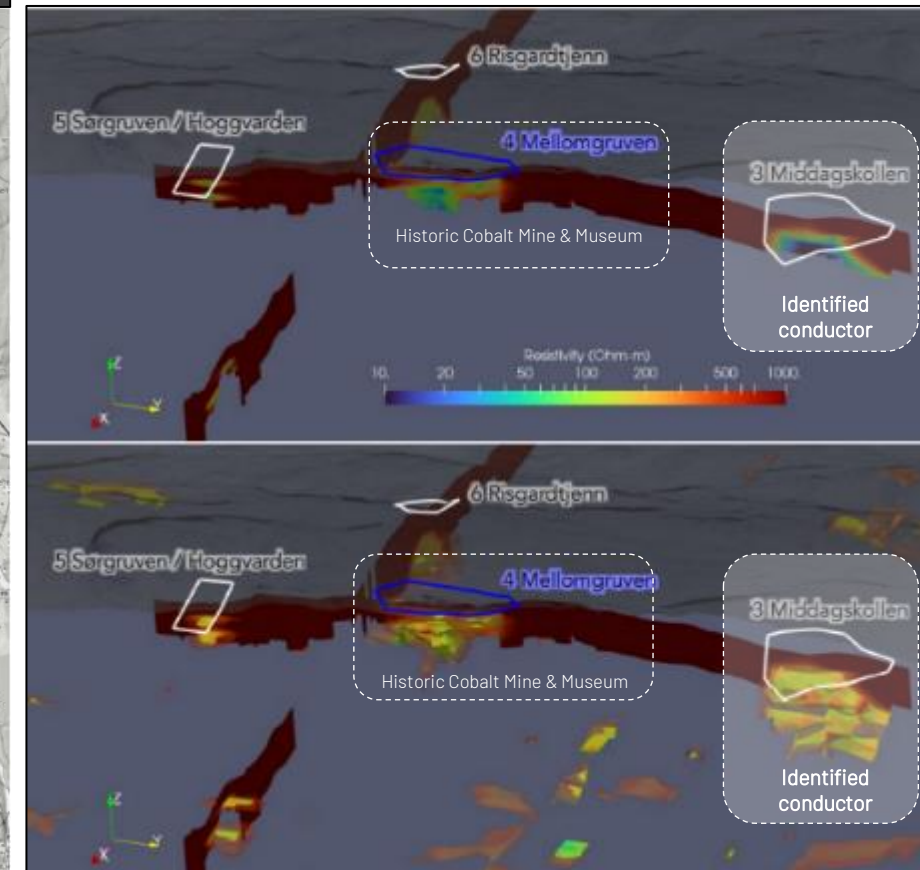 6 Risgardtjenn
5 Sørgruven / Hoggvarden
4 Mellomgruven
3 Middagskollen
Historic Cobalt Mine & Museum
Identified
conductor
Resistivity (Ohm-m)
10. 20 50 100 200 500 1000.
Z
Y
X
6 Risgardtjenn
5 Sørgruven / Hoggvarden
4 Mellomgruven
3 Middagskollen
Historic Cobalt Mine & Museum
Identified
conductor
Z
Y
X